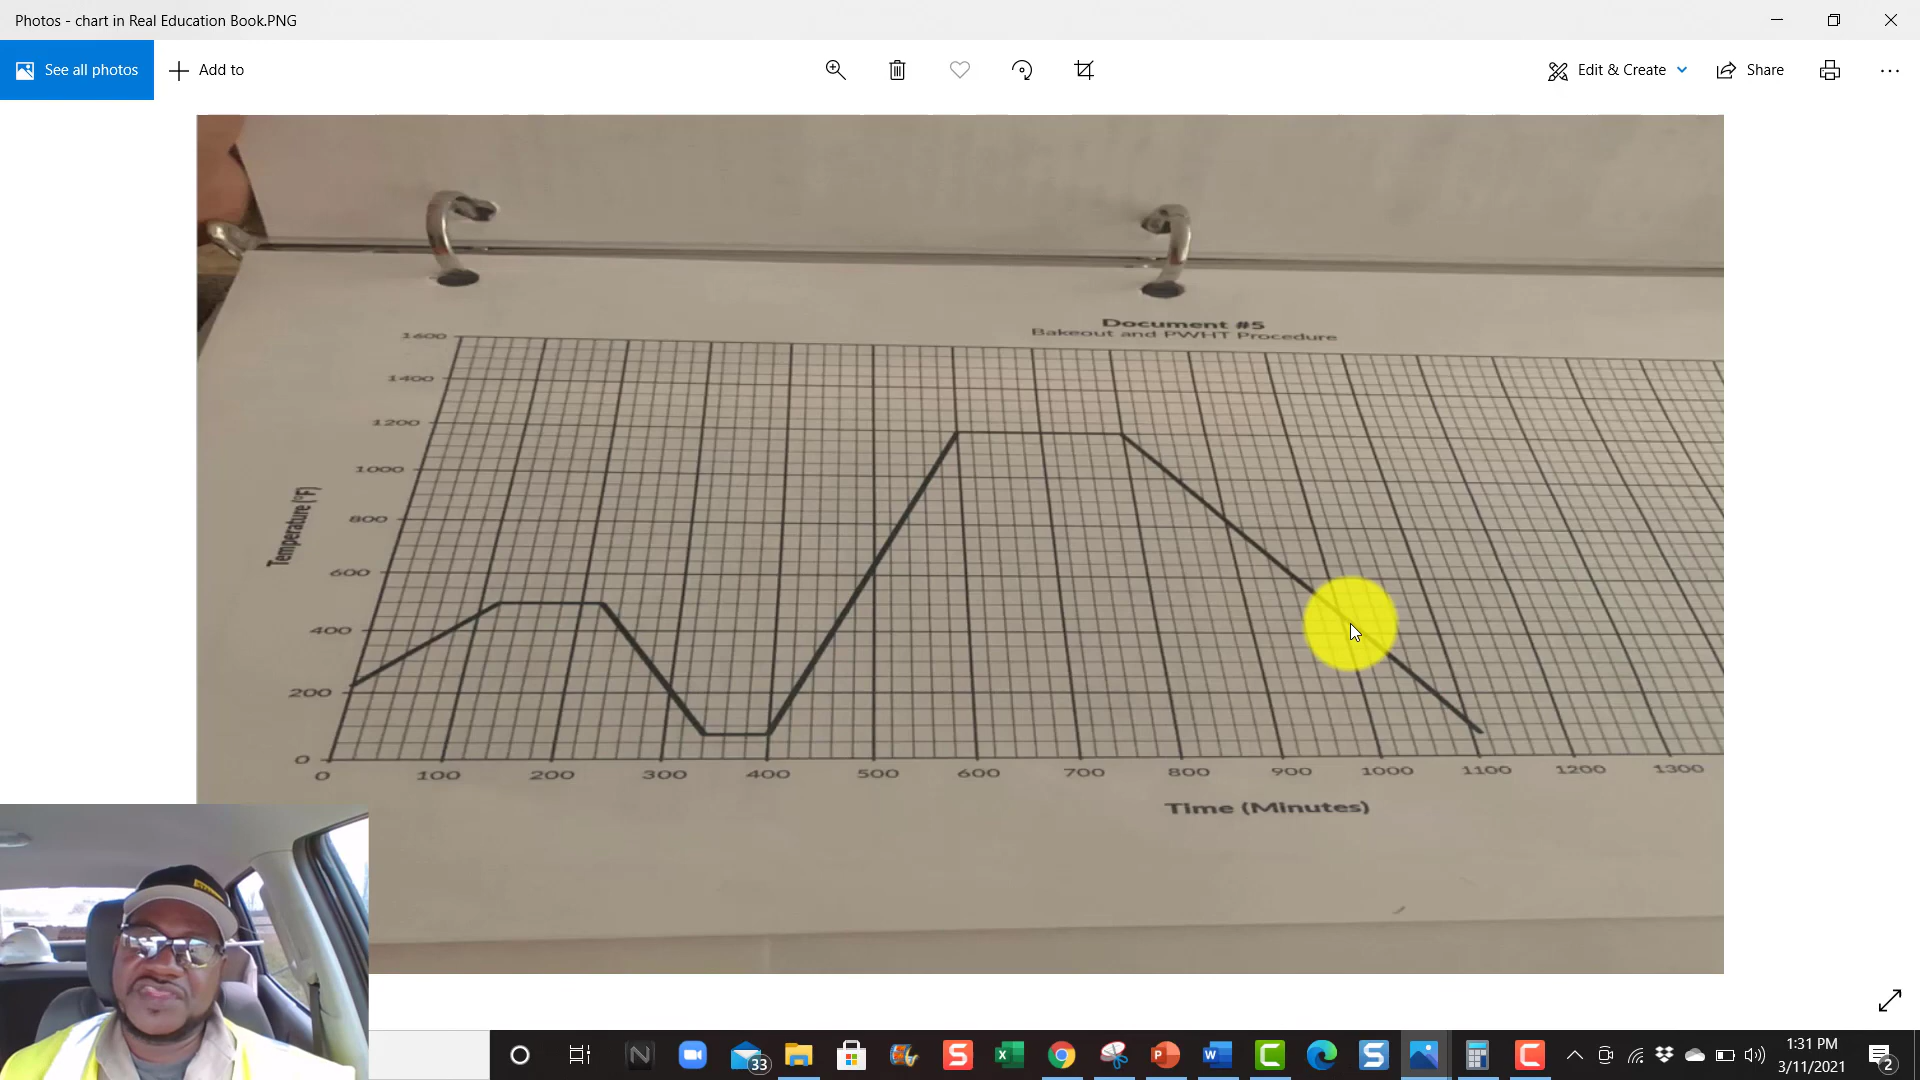 Photos - chart in Real Education Book.PNG
See all photos
Add to
Edit & Create
Share
Document #5
Bakeout and PWHT Procedure
1600
1400
1200
1000
800
600
400
200
0
Temperature (°F)
0 100 200 300 400 500 600 700 800 900 1000 1100 1200 1300
Time (Minutes)
33
1:31 PM
3/11/2021
2